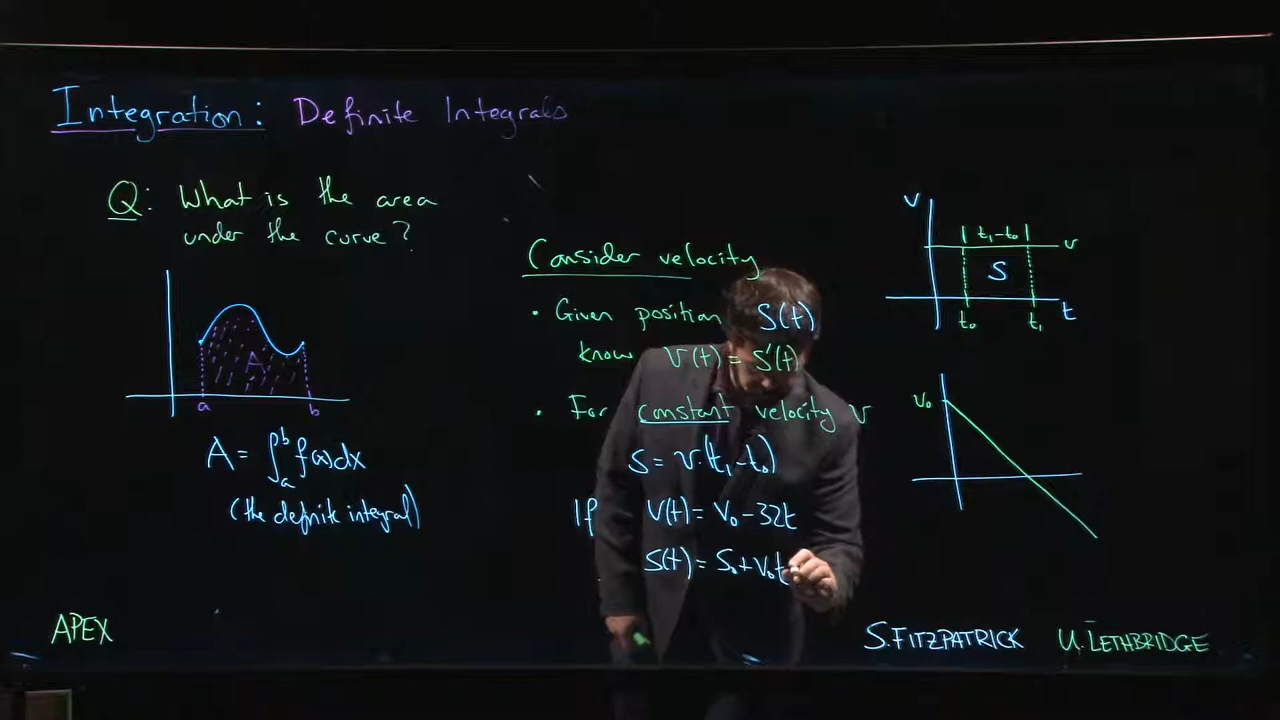 Integration: Definite Integrals
Q: What is the area
under the curve?
A
a b
A = ∫_a^b f(x)dx
(the definite integral)
Consider velocity
• Given position S(t)
know v(t) = s'(t)
• For constant velocity v
s = v·(t₁-t₀)
If v(t) = v₀-32t
s(t) = s₀+v₀t
v
t₁-t₀
v
S
t₀ t₁ t
v₀
APEX
S.FITZPATRICK U.LETHBRIDGE